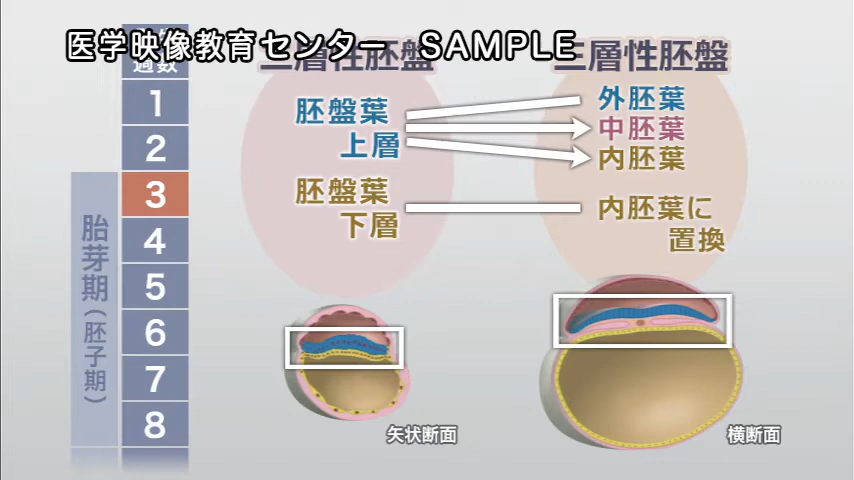 医学映像教育センター　SAMPLE
週数
1
2
3
4
5
6
7
8
胎芽期(胚子期)
二層性胚盤
胚盤葉
上層
胚盤葉
下層
矢状断面
三層性胚盤
外胚葉
中胚葉
内胚葉
内胚葉に
置換
横断面